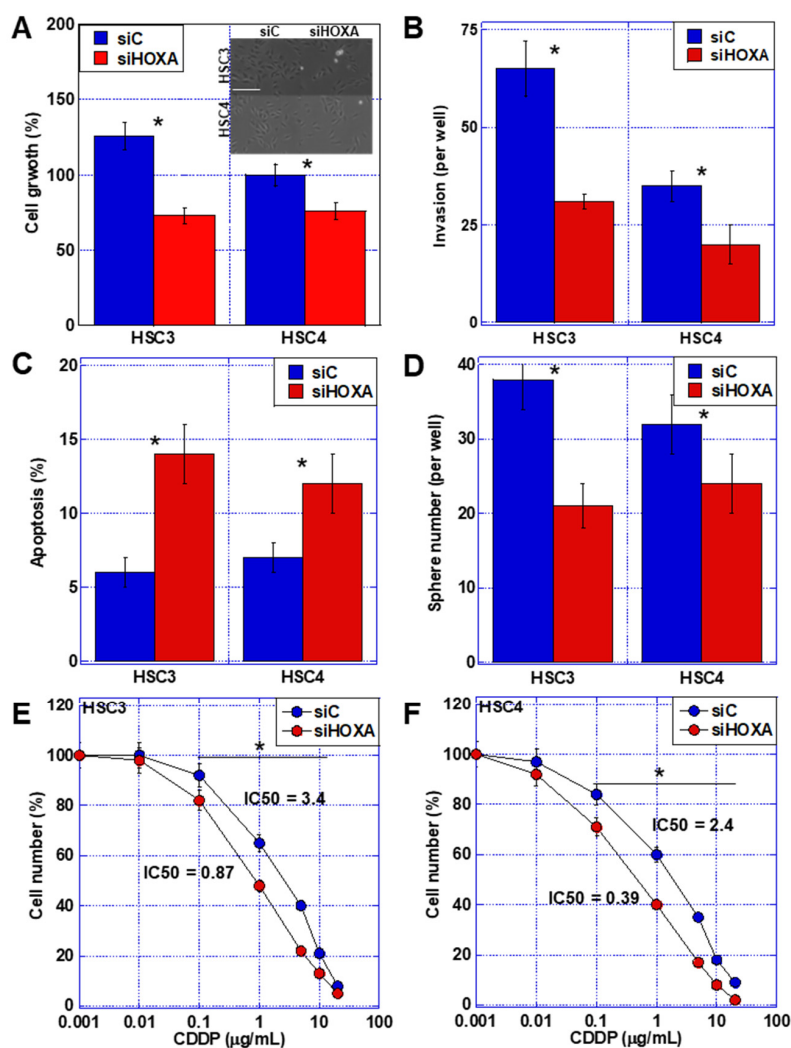 A
siC
siHOXA
siC siHOXA
HSC3
HSC4
*
*
Cell grwoth (%)
200
150
100
75
50
0
HSC3 HSC4
B
siC
siHOXA
*
*
Invasion (per well)
75
50
25
0
HSC3 HSC4
C
siC
siHOXA
*
*
Apoptosis (%)
20
15
10
5
0
HSC3 HSC4
D
siC
siHOXA
*
*
Sphere number (per well)
40
30
20
10
0
HSC3 HSC4
E
HSC3
siC
siHOXA
*
IC50 = 3.4
IC50 = 0.87
Cell number (%)
120
100
80
60
40
20
0
0.001 0.01 0.1 1 10 100
CDDP (μg/mL)
F
HSC4
siC
siHOXA
*
IC50 = 2.4
IC50 = 0.39
Cell number (%)
120
100
80
60
40
20
0
0.001 0.01 0.1 1 10 100
CDDP (μg/mL)